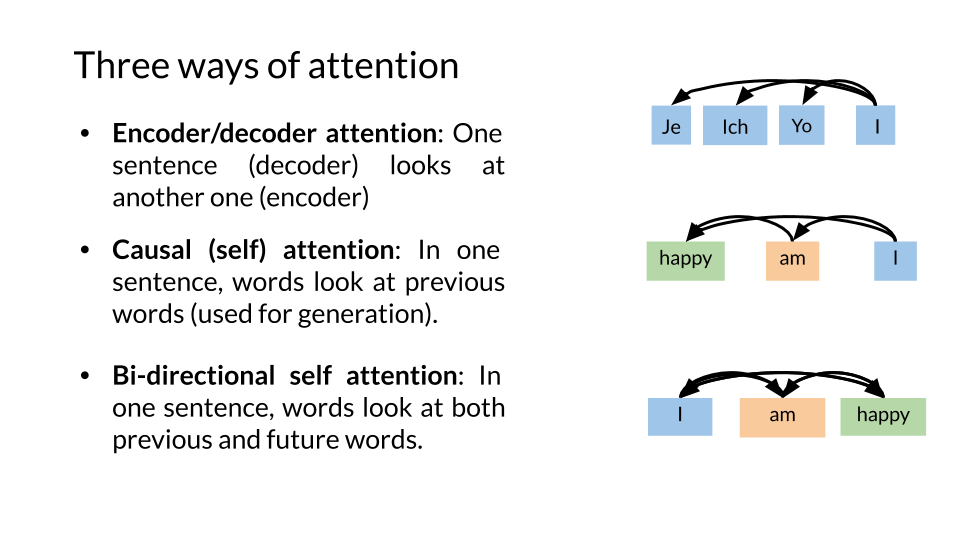 Three ways of attention
• Encoder/decoder attention: One
sentence (decoder) looks at
another one (encoder)
• Causal (self) attention: In one
sentence, words look at previous
words (used for generation).
• Bi-directional self attention: In
one sentence, words look at both
previous and future words.
Je Ich Yo I
happy am I
I am happy